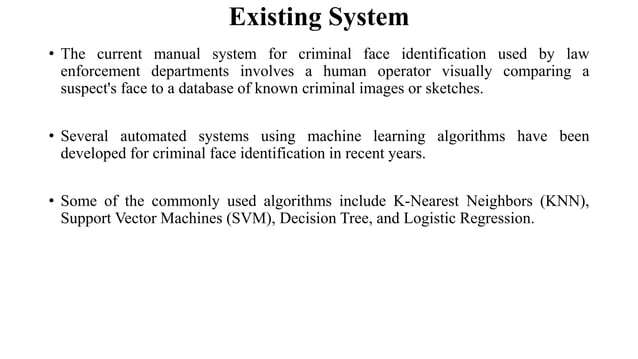 Existing System
• The current manual system for criminal face identification used by law
enforcement departments involves a human operator visually comparing a
suspect's face to a database of known criminal images or sketches.
• Several automated systems using machine learning algorithms have been
developed for criminal face identification in recent years.
• Some of the commonly used algorithms include K-Nearest Neighbors (KNN),
Support Vector Machines (SVM), Decision Tree, and Logistic Regression.